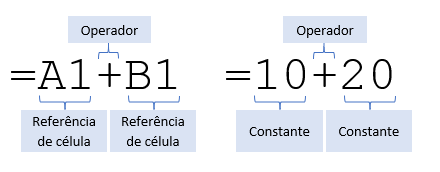 Operador
=A1+B1
Referência
de célula
Referência
de célula
Operador
=10+20
Constante
Constante